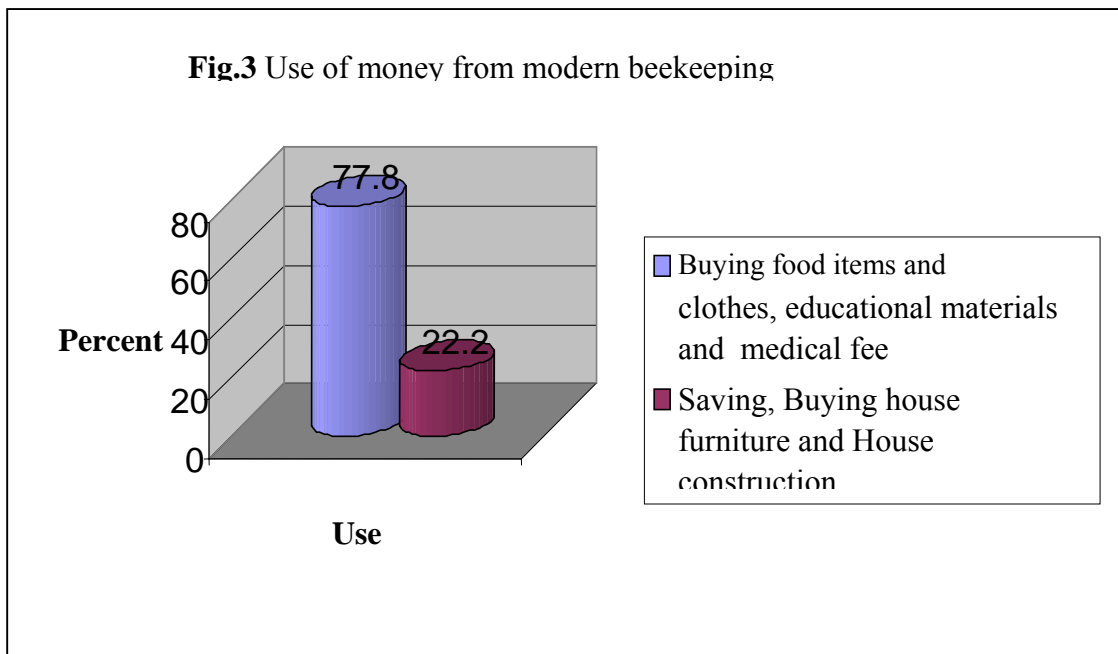 Fig.3 Use of money from modern beekeeping
77.8
22.2
80
60
40
20
0
Percent
Use
Buying food items and
clothes, educational materials
and medical fee
Saving, Buying house
furniture and House
construction